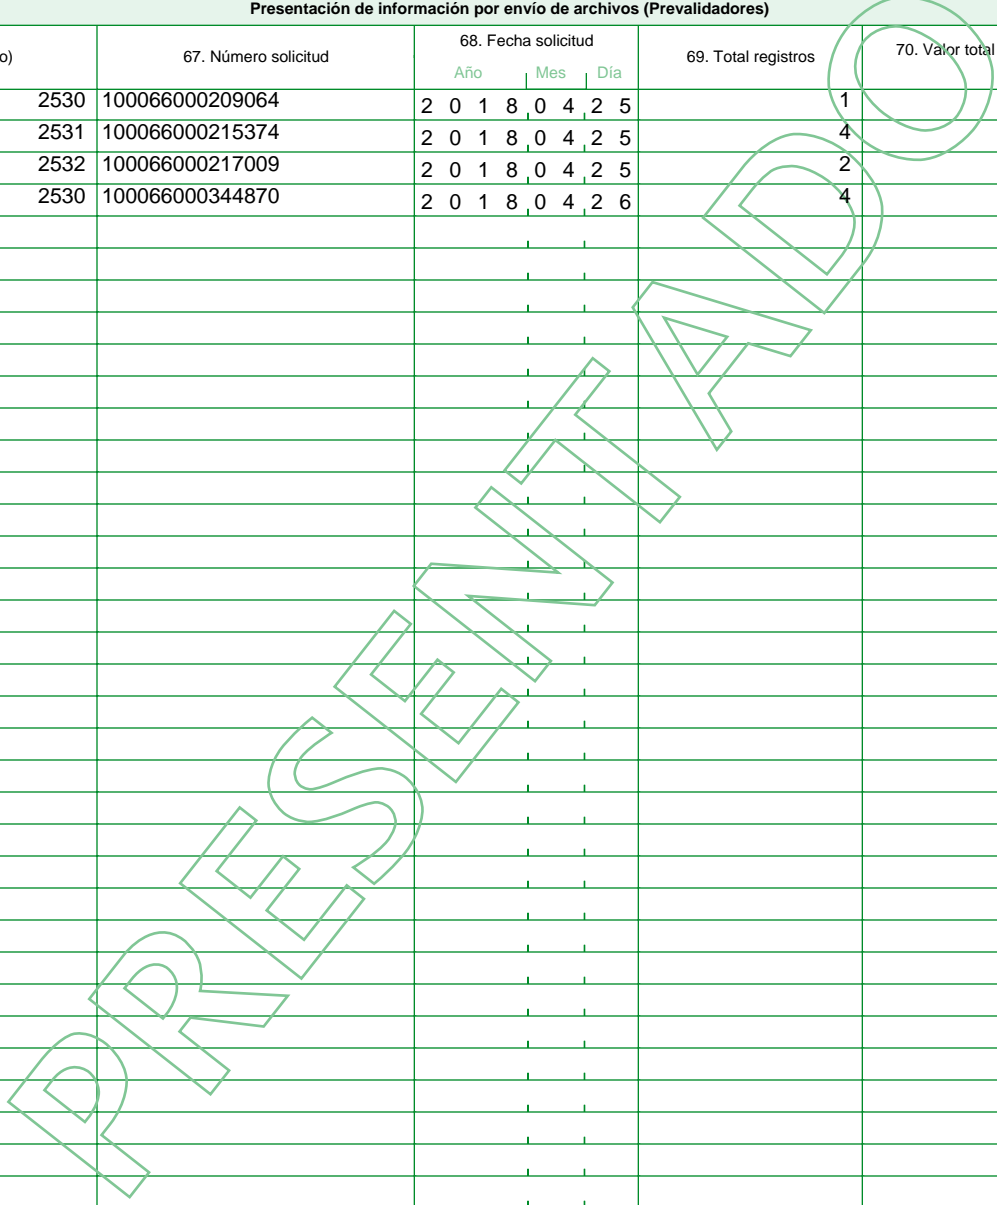 Presentación de información por envío de archivos (Prevalidadores)
o) 67. Número solicitud 68. Fecha solicitud 69. Total registros 70. Valor total
Año Mes Día
2530 100066000209064 2 0 1 8 0 4 2 5 1
2531 100066000215374 2 0 1 8 0 4 2 5 4
2532 100066000217009 2 0 1 8 0 4 2 5 2
2530 100066000344870 2 0 1 8 0 4 2 6 4
PRESENTADO